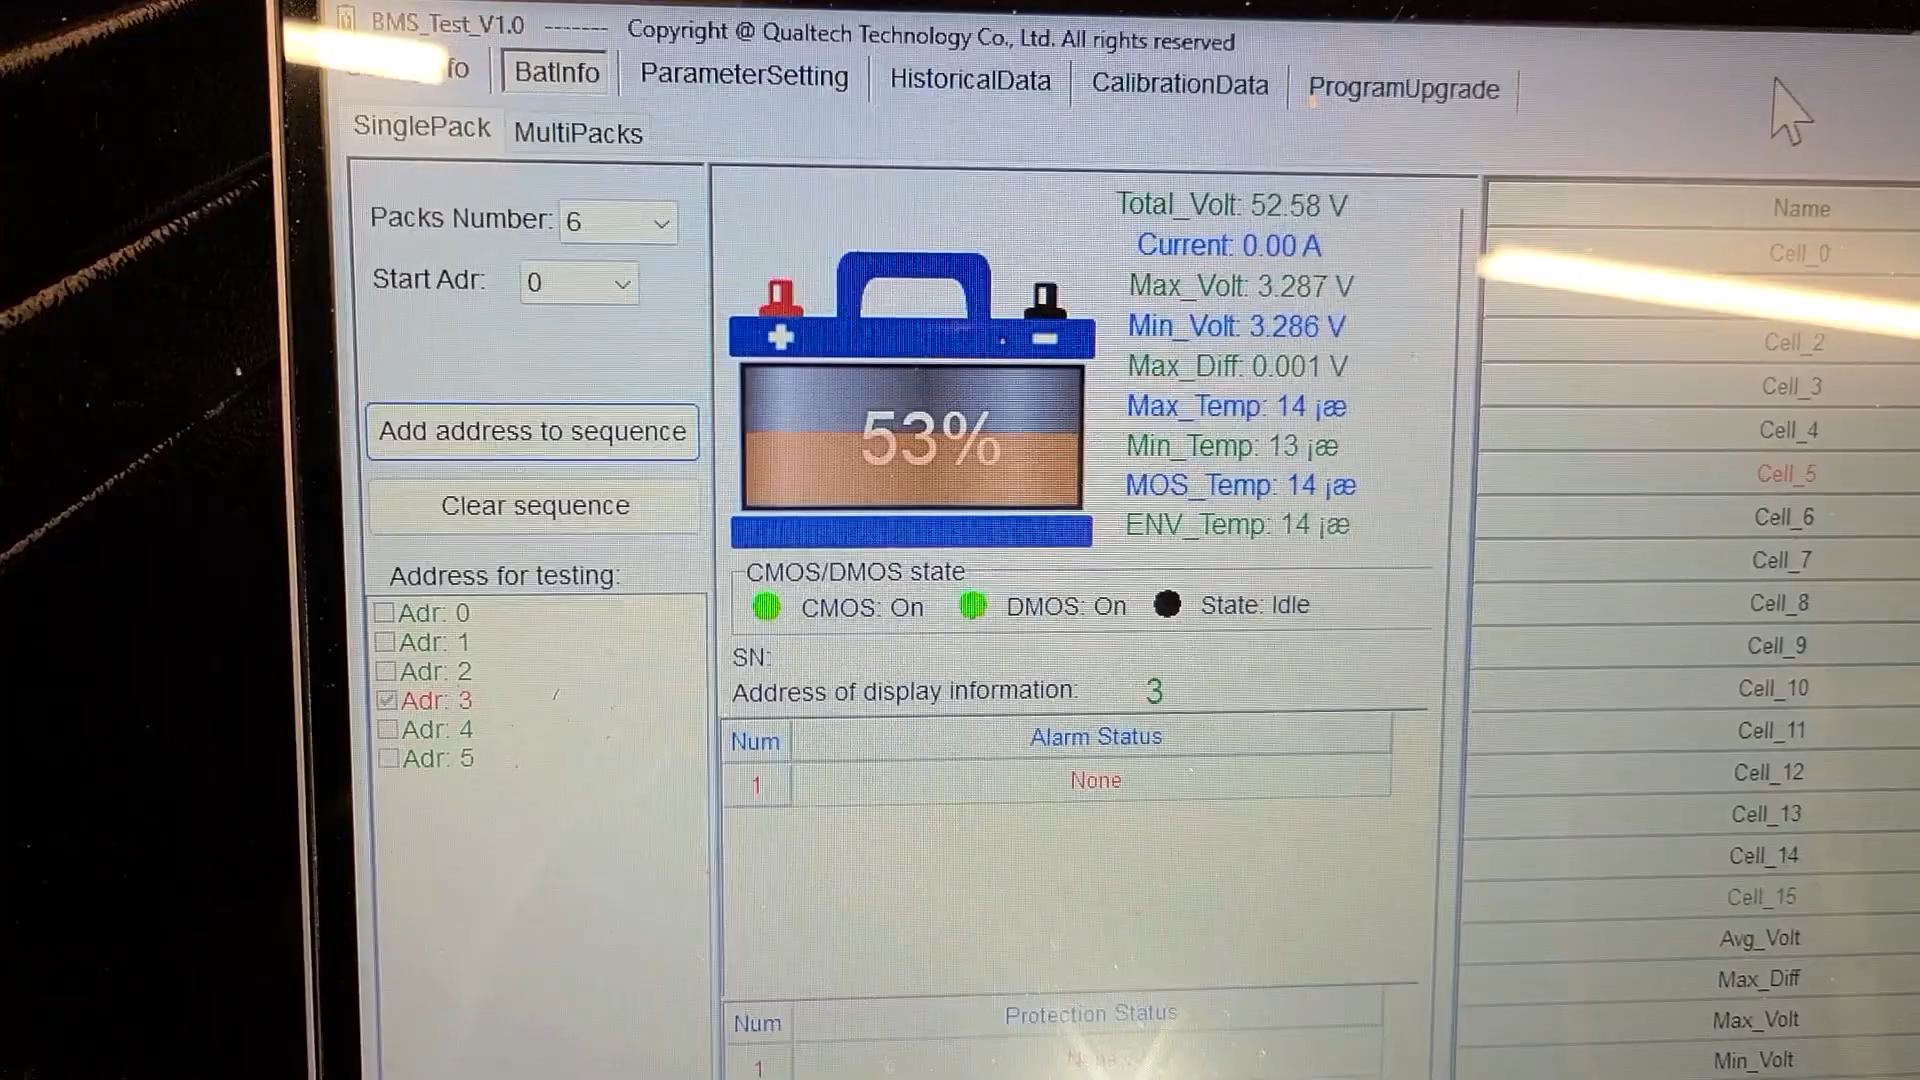 BMS_Test_V1.0 ------- Copyright @ Qualtech Technology Co., Ltd. All rights reserved
fo BatInfo ParameterSetting HistoricalData CalibrationData ProgramUpgrade
SinglePack MultiPacks
Packs Number: 6
Start Adr: 0
Add address to sequence
Clear sequence
Address for testing:
Adr: 0
Adr: 1
Adr: 2
Adr: 3
Adr: 4
Adr: 5
+ -
53%
Total_Volt: 52.58 V
Current: 0.00 A
Max_Volt: 3.287 V
Min_Volt: 3.286 V
Max_Diff: 0.001 V
Max_Temp: 14 ¡æ
Min_Temp: 13 ¡æ
MOS_Temp: 14 ¡æ
ENV_Temp: 14 ¡æ
CMOS/DMOS state
CMOS: On DMOS: On State: Idle
SN:
Address of display information: 3
Num Alarm Status
1 None
Num Protection Status
1 None
Name
Cell_0
Cell_2
Cell_3
Cell_4
Cell_5
Cell_6
Cell_7
Cell_8
Cell_9
Cell_10
Cell_11
Cell_12
Cell_13
Cell_14
Cell_15
Avg_Volt
Max_Diff
Max_Volt
Min_Volt